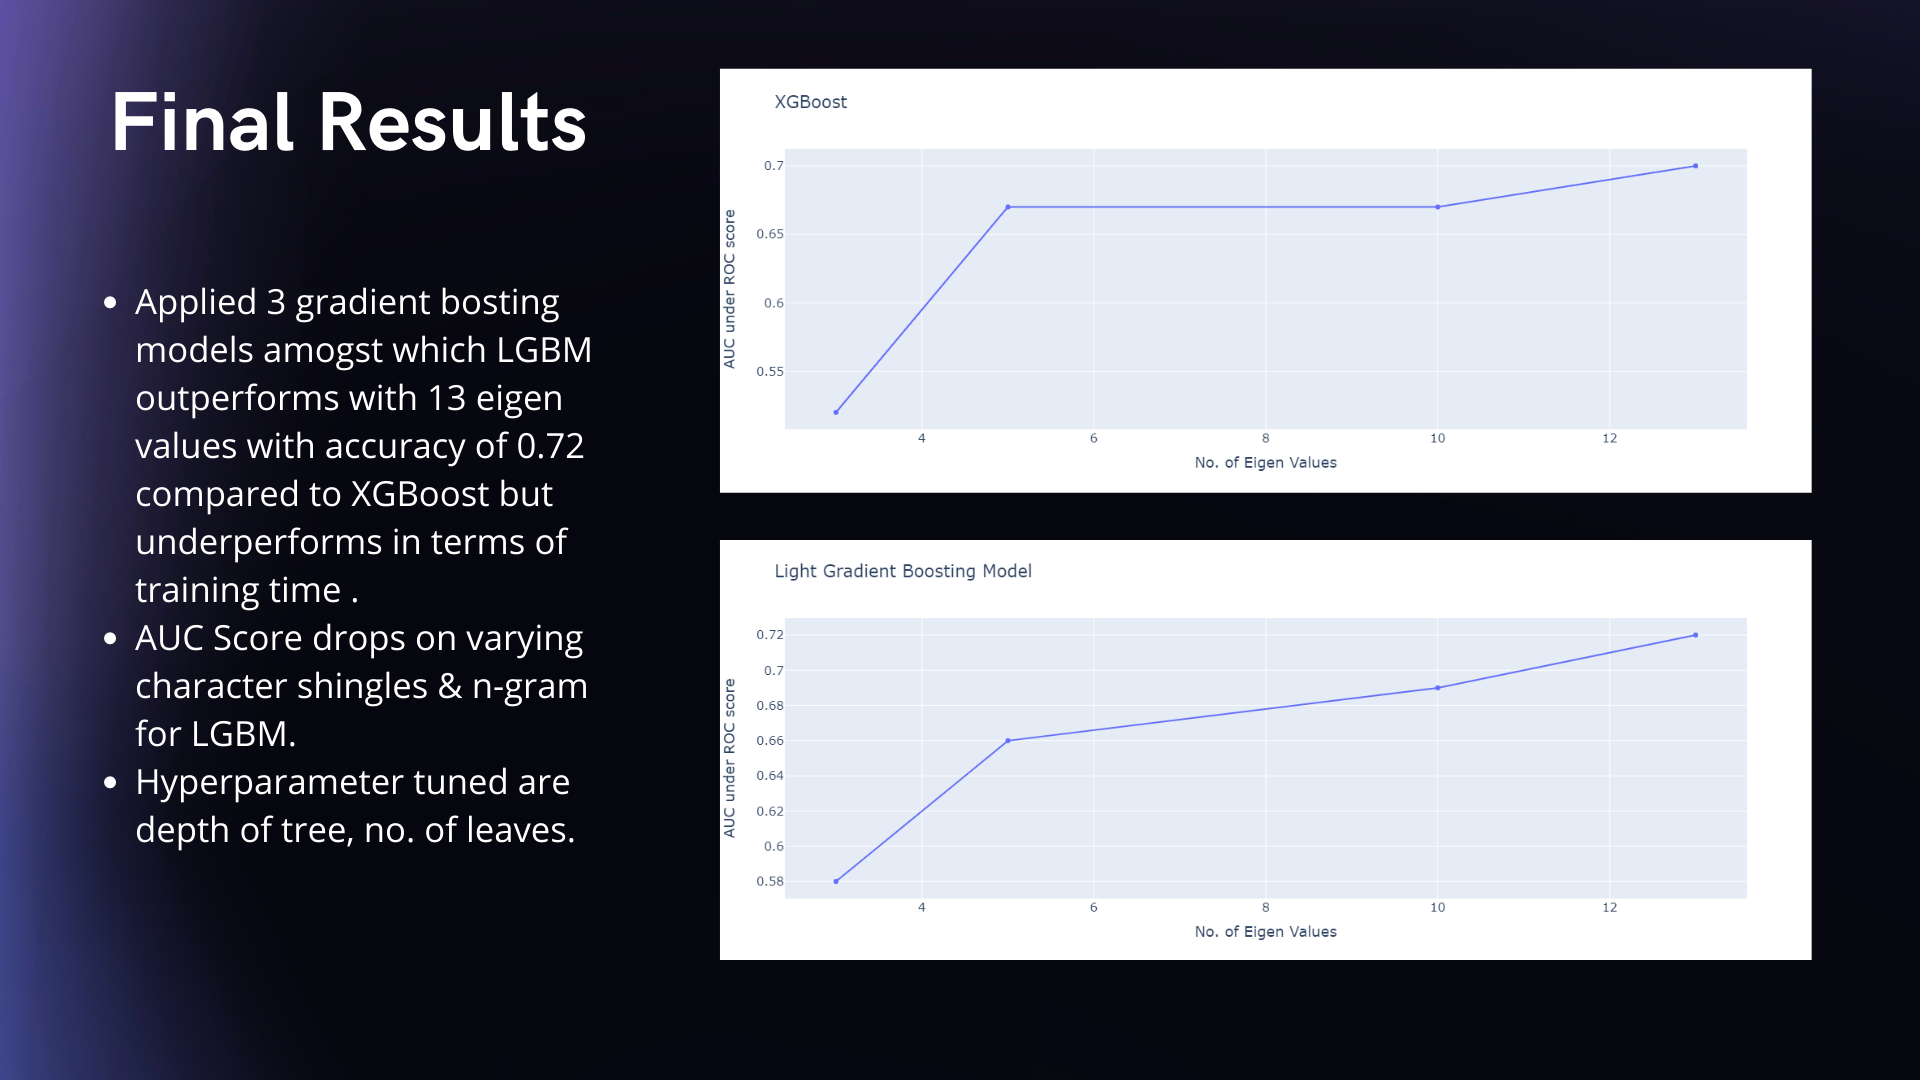 Final Results
• Applied 3 gradient bosting
models amogst which LGBM
outperforms with 13 eigen
values with accuracy of 0.72
compared to XGBoost but
underperforms in terms of
training time .
• AUC Score drops on varying
character shingles & n-gram
for LGBM.
• Hyperparameter tuned are
depth of tree, no. of leaves.
XGBoost
AUC under ROC score
0.7
0.65
0.6
0.55
4 6 8 10 12
No. of Eigen Values
Light Gradient Boosting Model
AUC under ROC score
0.72
0.7
0.68
0.66
0.64
0.62
0.6
0.58
4 6 8 10 12
No. of Eigen Values